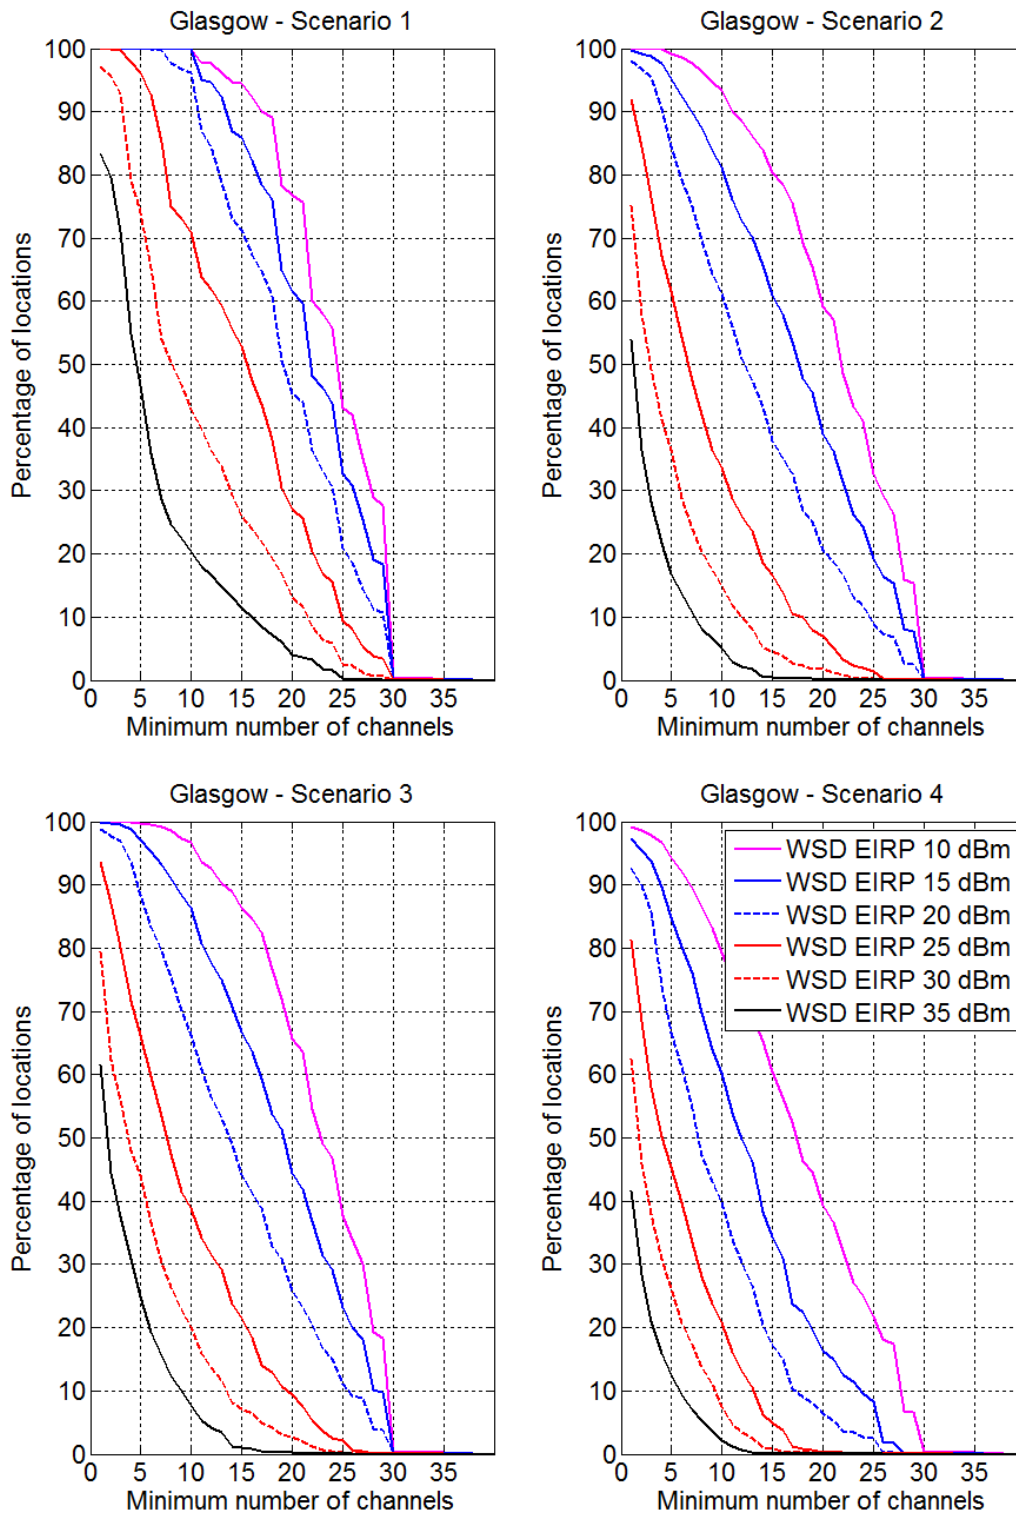 Glasgow - Scenario 1
Percentage of locations
100
90
80
70
60
50
40
30
20
10
0
0 5 10 15 20 25 30 35
Minimum number of channels
Glasgow - Scenario 2
Percentage of locations
100
90
80
70
60
50
40
30
20
10
0
0 5 10 15 20 25 30 35
Minimum number of channels
Glasgow - Scenario 3
Percentage of locations
100
90
80
70
60
50
40
30
20
10
0
0 5 10 15 20 25 30 35
Minimum number of channels
Glasgow - Scenario 4
Percentage of locations
100
90
80
70
60
50
40
30
20
10
0
0 5 10 15 20 25 30 35
Minimum number of channels
WSD EIRP 10 dBm
WSD EIRP 15 dBm
WSD EIRP 20 dBm
WSD EIRP 25 dBm
WSD EIRP 30 dBm
WSD EIRP 35 dBm